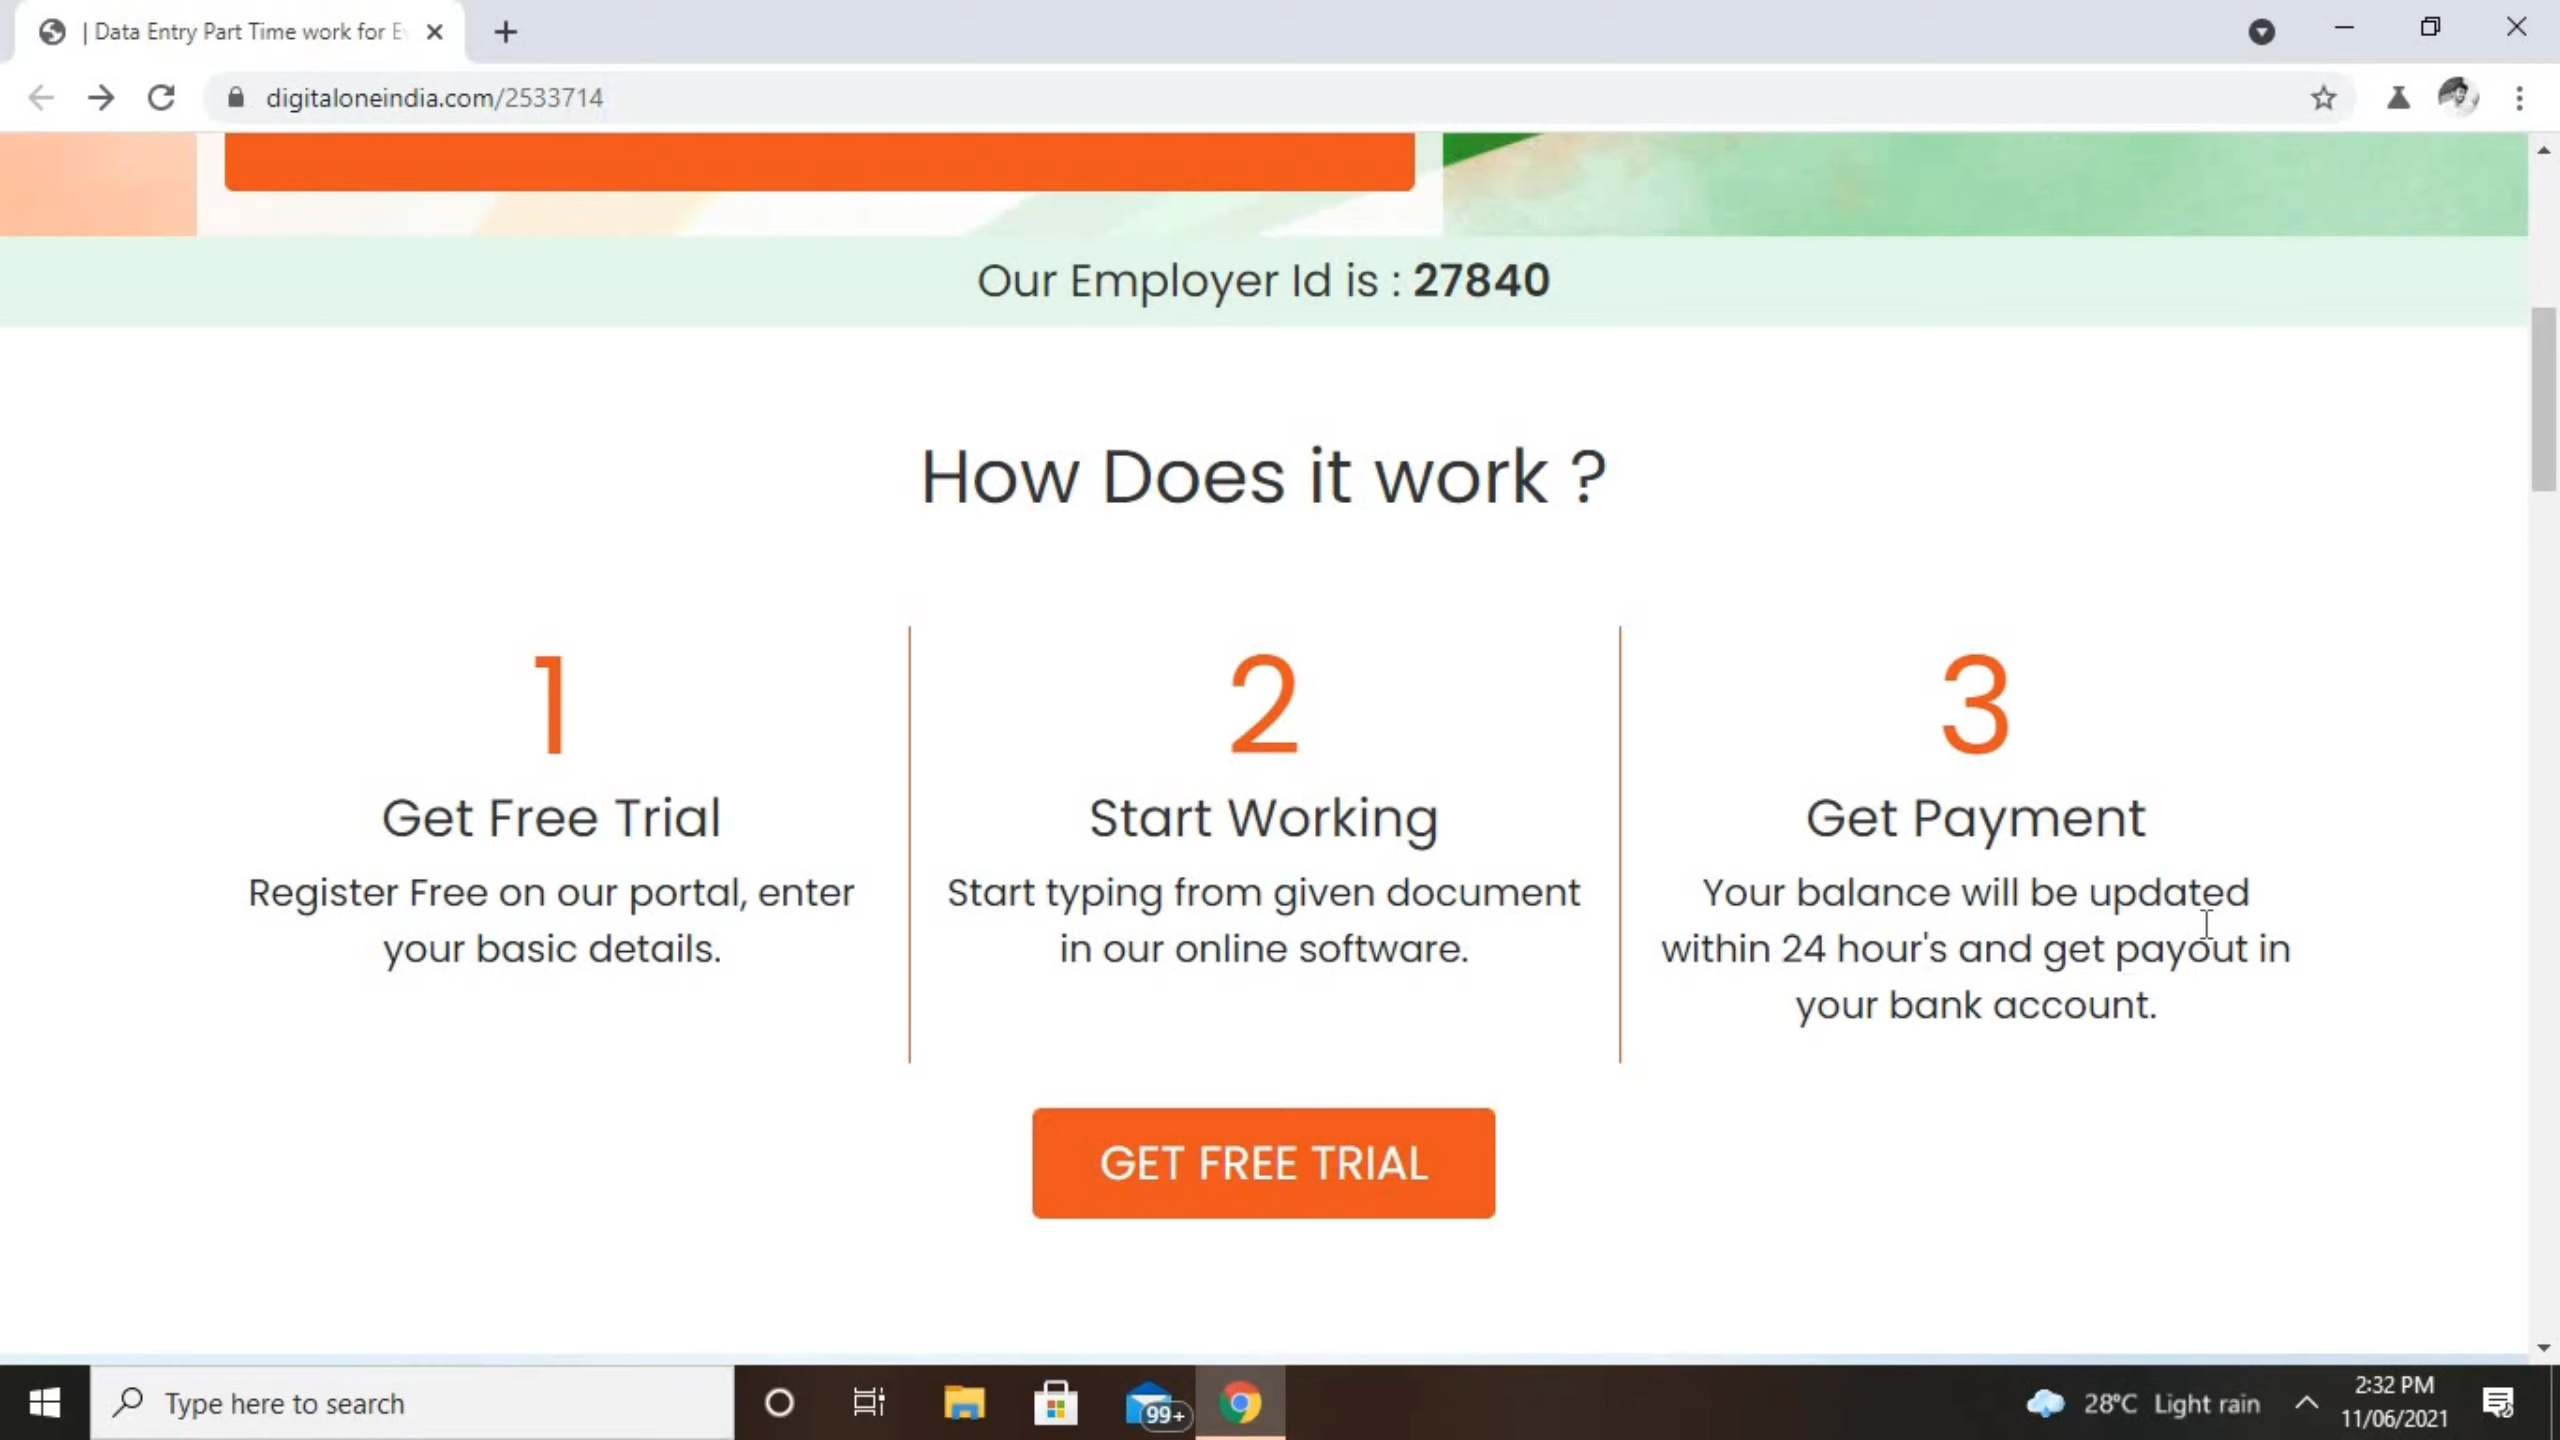 | Data Entry Part Time work for E
digitaloneindia.com/2533714
Our Employer Id is : 27840
How Does it work ?
1
Get Free Trial
Register Free on our portal, enter
your basic details.
2
Start Working
Start typing from given document
in our online software.
3
Get Payment
Your balance will be updated
within 24 hour's and get payout in
your bank account.
GET FREE TRIAL
Type here to search
99+
28°C Light rain
2:32 PM
11/06/2021